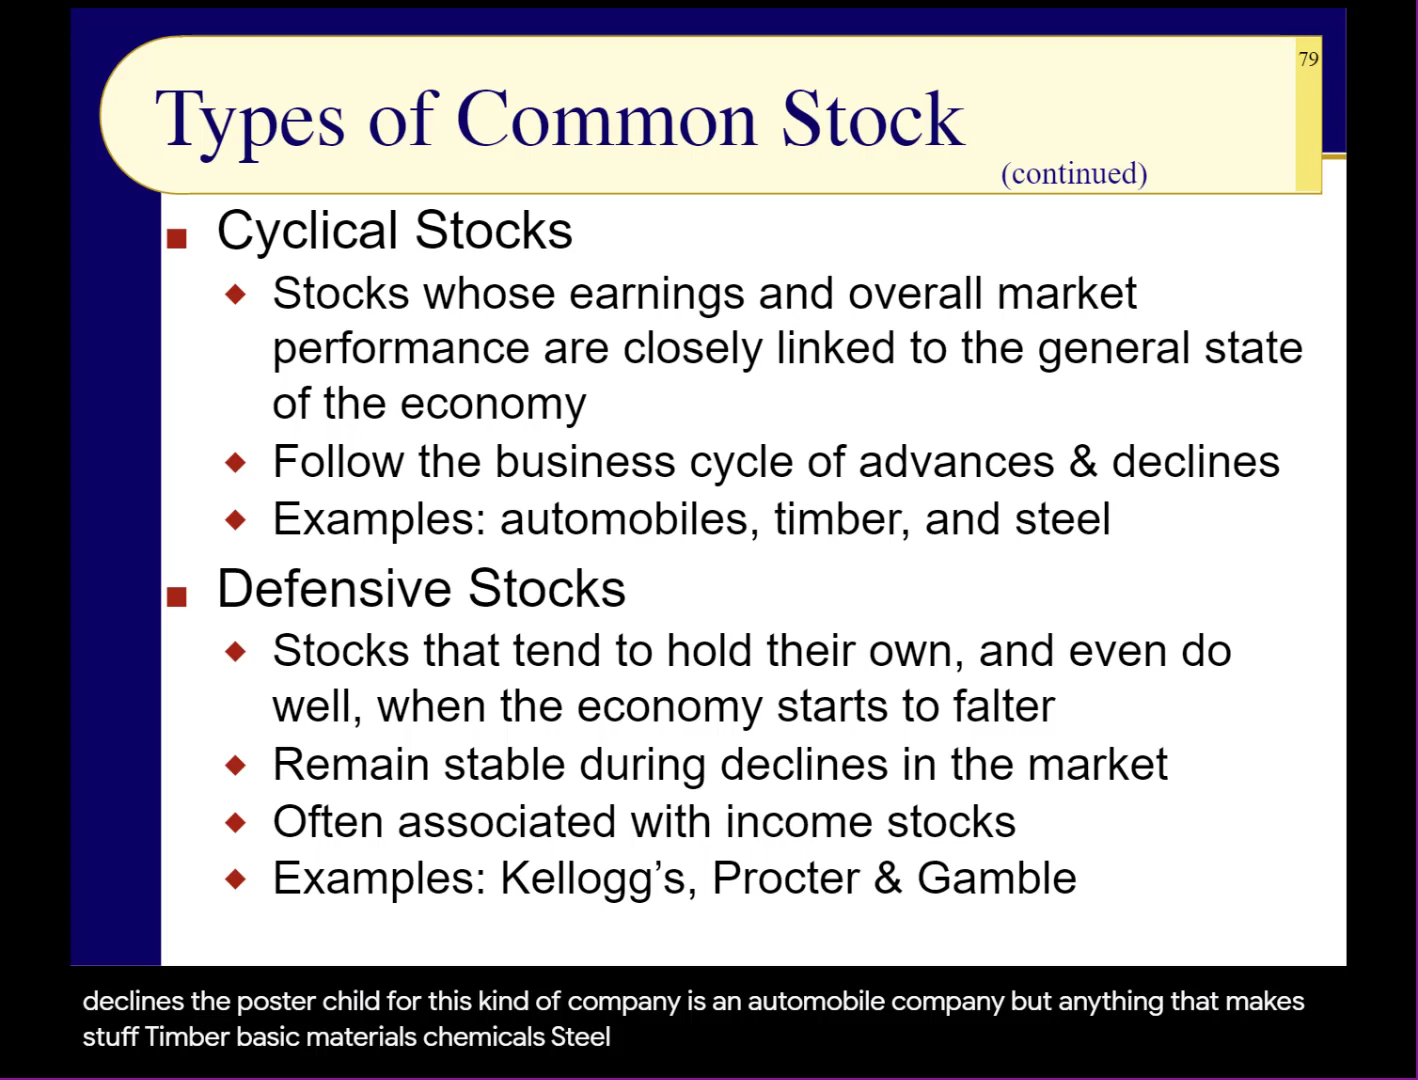 79
Types of Common Stock
(continued)
Cyclical Stocks
Stocks whose earnings and overall market
performance are closely linked to the general state
of the economy
Follow the business cycle of advances & declines
Examples: automobiles, timber, and steel
Defensive Stocks
Stocks that tend to hold their own, and even do
well, when the economy starts to falter
Remain stable during declines in the market
Often associated with income stocks
Examples: Kellogg’s, Procter & Gamble
declines the poster child for this kind of company is an automobile company but anything that makes
stuff Timber basic materials chemicals Steel